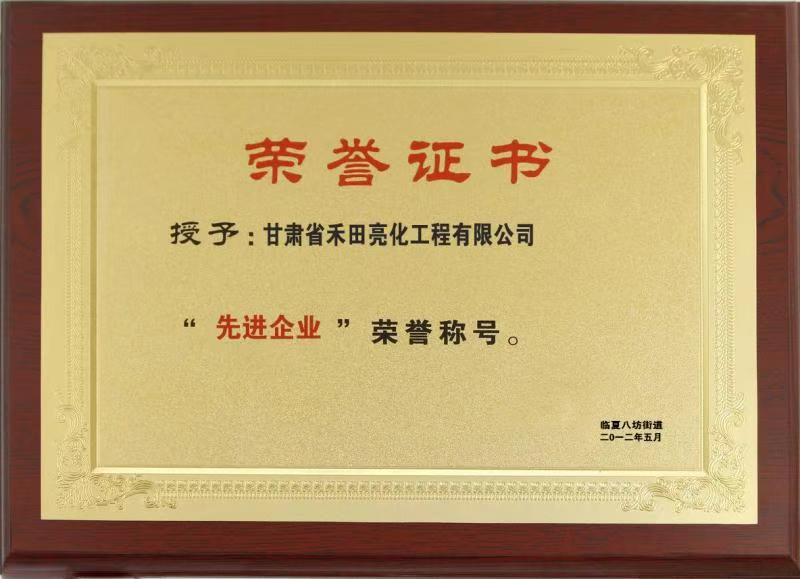 荣誉证书
授予：甘肃省禾田亮化工程有限公司
“先进企业”荣誉称号。
临夏八坊街道
二0一二年五月